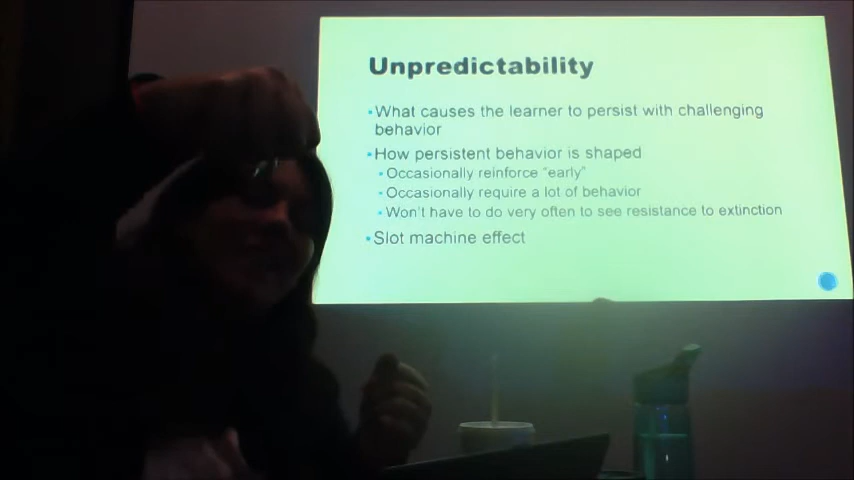 Unpredictability
•What causes the learner to persist with challenging
behavior
•How persistent behavior is shaped
•Occasionally reinforce "early"
•Occasionally require a lot of behavior
•Won't have to do very often to see resistance to extinction
•Slot machine effect